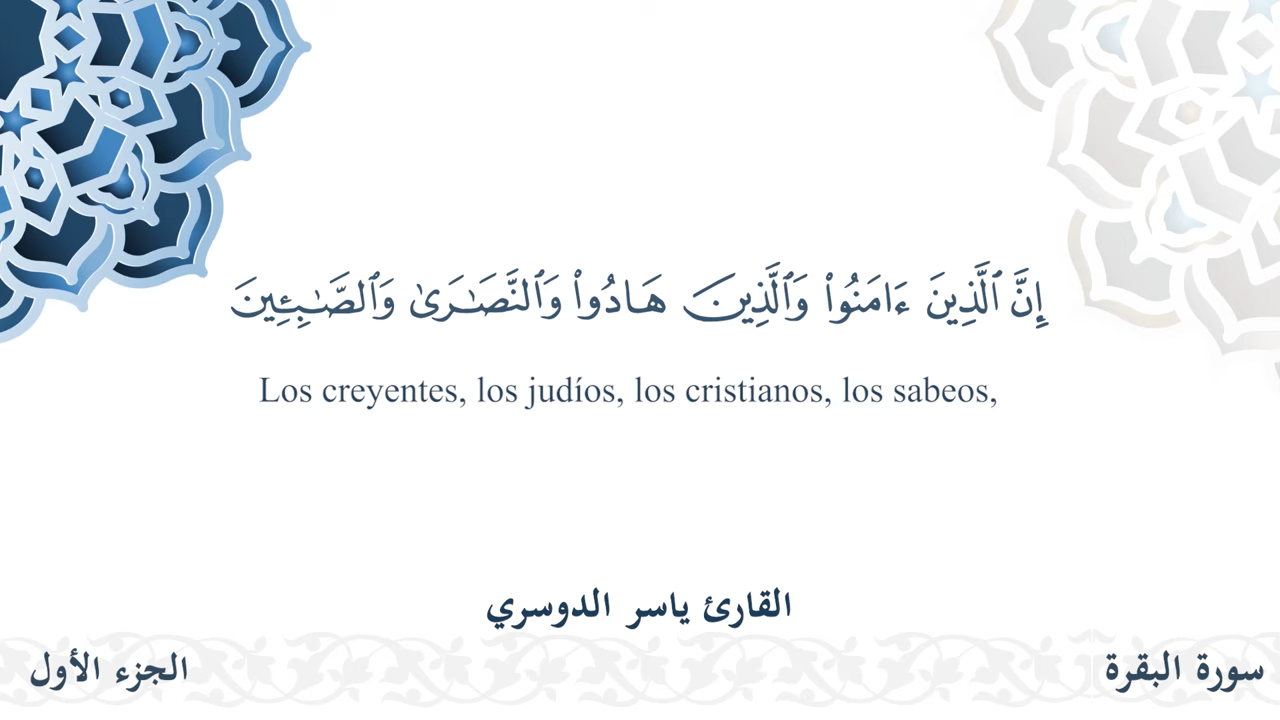 إِنَّ ٱلَّذِينَ ءَامَنُوا۟ وَٱلَّذِينَ هَادُوا۟ وَٱلنَّصَـٰرَىٰ وَٱلصَّـٰبِـِٔينَ
Los creyentes, los judíos, los cristianos, los sabeos,
القارئ ياسر الدوسري
سورة البقرة
الجزء الأول